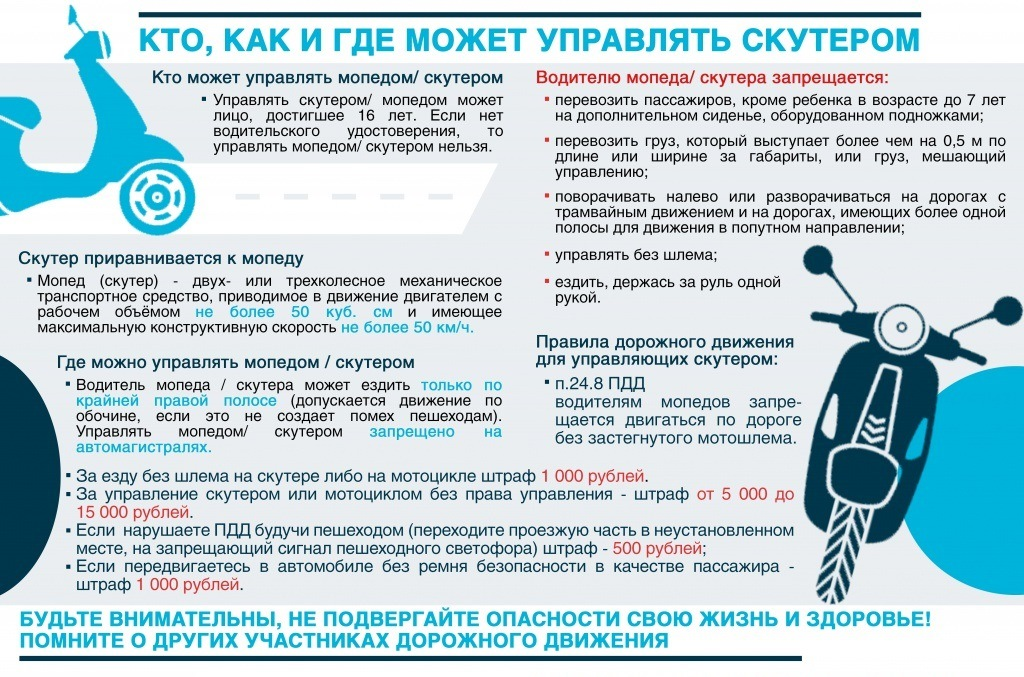 КТО, КАК И ГДЕ МОЖЕТ УПРАВЛЯТЬ СКУТЕРОМ
Кто может управлять мопедом/ скутером
▪ Управлять скутером/ мопедом может
лицо, достигшее 16 лет. Если нет
водительского удостоверения, то
управлять мопедом/ скутером нельзя.
Скутер приравнивается к мопеду
▪ Мопед (скутер) - двух- или трехколесное механическое
транспортное средство, приводимое в движение двигателем с
рабочем объёмом не более 50 куб. см и имеющее
максимальную конструктивную скорость не более 50 км/ч.
Где можно управлять мопедом / скутером
▪ Водитель мопеда / скутера может ездить только по
крайней правой полосе (допускается движение по
обочине, если это не создает помех пешеходам).
Управлять мопедом/ скутером запрещено на
автомагистралях.
Водителю мопеда/ скутера запрещается:
▪ перевозить пассажиров, кроме ребенка в возрасте до 7 лет
на дополнительном сиденье, оборудованном подножками;
▪ перевозить груз, который выступает более чем на 0,5 м по
длине или ширине за габариты, или груз, мешающий
управлению;
▪ поворачивать налево или разворачиваться на дорогах с
трамвайным движением и на дорогах, имеющих более одной
полосы для движения в попутном направлении;
▪ управлять без шлема;
▪ ездить, держась за руль одной
рукой.
Правила дорожного движения
для управляющих скутером:
▪ п.24.8 ПДД
водителям мопедов запре-
щается двигаться по дороге
без застегнутого мотошлема.
▪ За езду без шлема на скутере либо на мотоцикле штраф 1 000 рублей.
▪ За управление скутером или мотоциклом без права управления - штраф от 5 000 до
15 000 рублей.
▪ Если нарушаете ПДД будучи пешеходом (переходите проезжую часть в неустановленном
месте, на запрещающий сигнал пешеходного светофора) штраф - 500 рублей;
▪ Если передвигаетесь в автомобиле без ремня безопасности в качестве пассажира -
штраф 1 000 рублей.
БУДЬТЕ ВНИМАТЕЛЬНЫ, НЕ ПОДВЕРГАЙТЕ ОПАСНОСТИ СВОЮ ЖИЗНЬ И ЗДОРОВЬЕ!
ПОМНИТЕ О ДРУГИХ УЧАСТНИКАХ ДОРОЖНОГО ДВИЖЕНИЯ